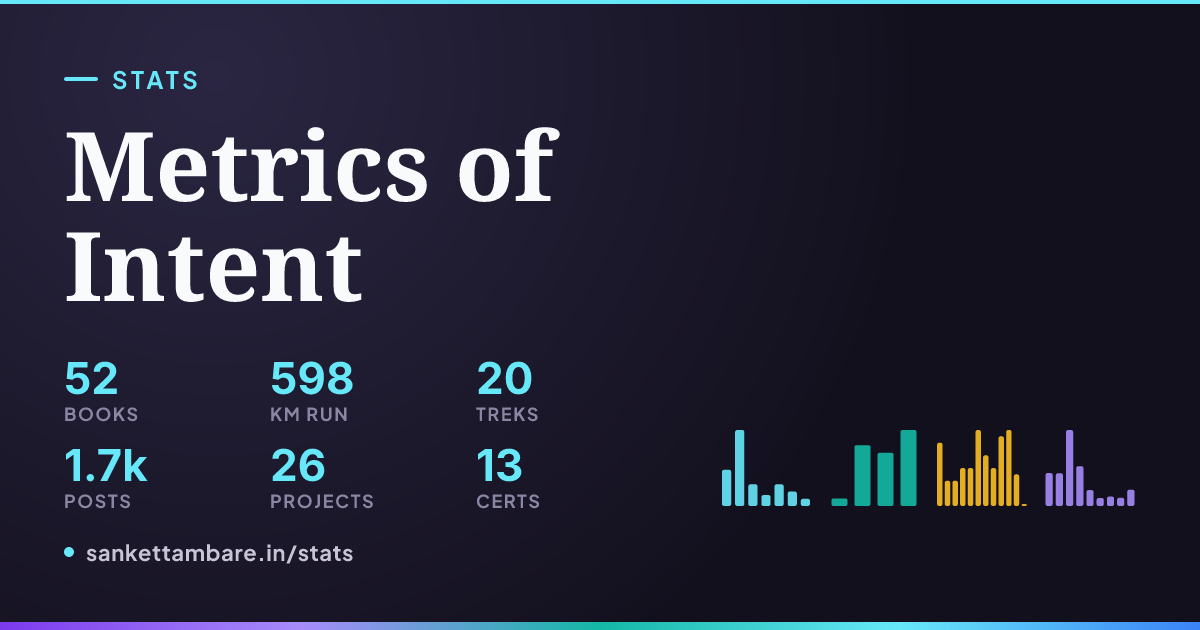 STATS
Metrics of
Intent
52 598 20
BOOKS KM RUN TREKS
1.7k 26 13
POSTS PROJECTS CERTS
sankettambare.in/stats